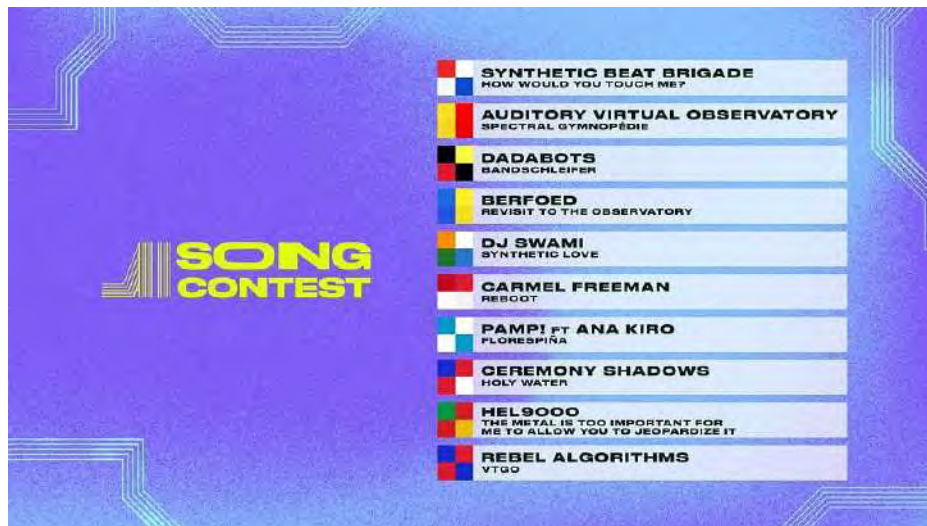 SONG
CONTEST
SYNTHETIC BEAT BRIGADE
HOW WOULD YOU TOUCH ME?
AUDITORY VIRTUAL OBSERVATORY
SPECTRAL GYMNOPÉDIE
DADABOTS
BANDSCHLEIFER
BERFOED
REVISIT TO THE OBSERVATORY
DJ SWAMI
SYNTHETIC LOVE
CARMEL FREEMAN
REBOOT
PAMP! FT ANA KIRO
FLORESPIÑA
CEREMONY SHADOWS
HOLY WATER
HEL9000
THE METAL IS TOO IMPORTANT FOR
ME TO ALLOW YOU TO JEOPARDIZE IT
REBEL ALGORITHMS
VTGO